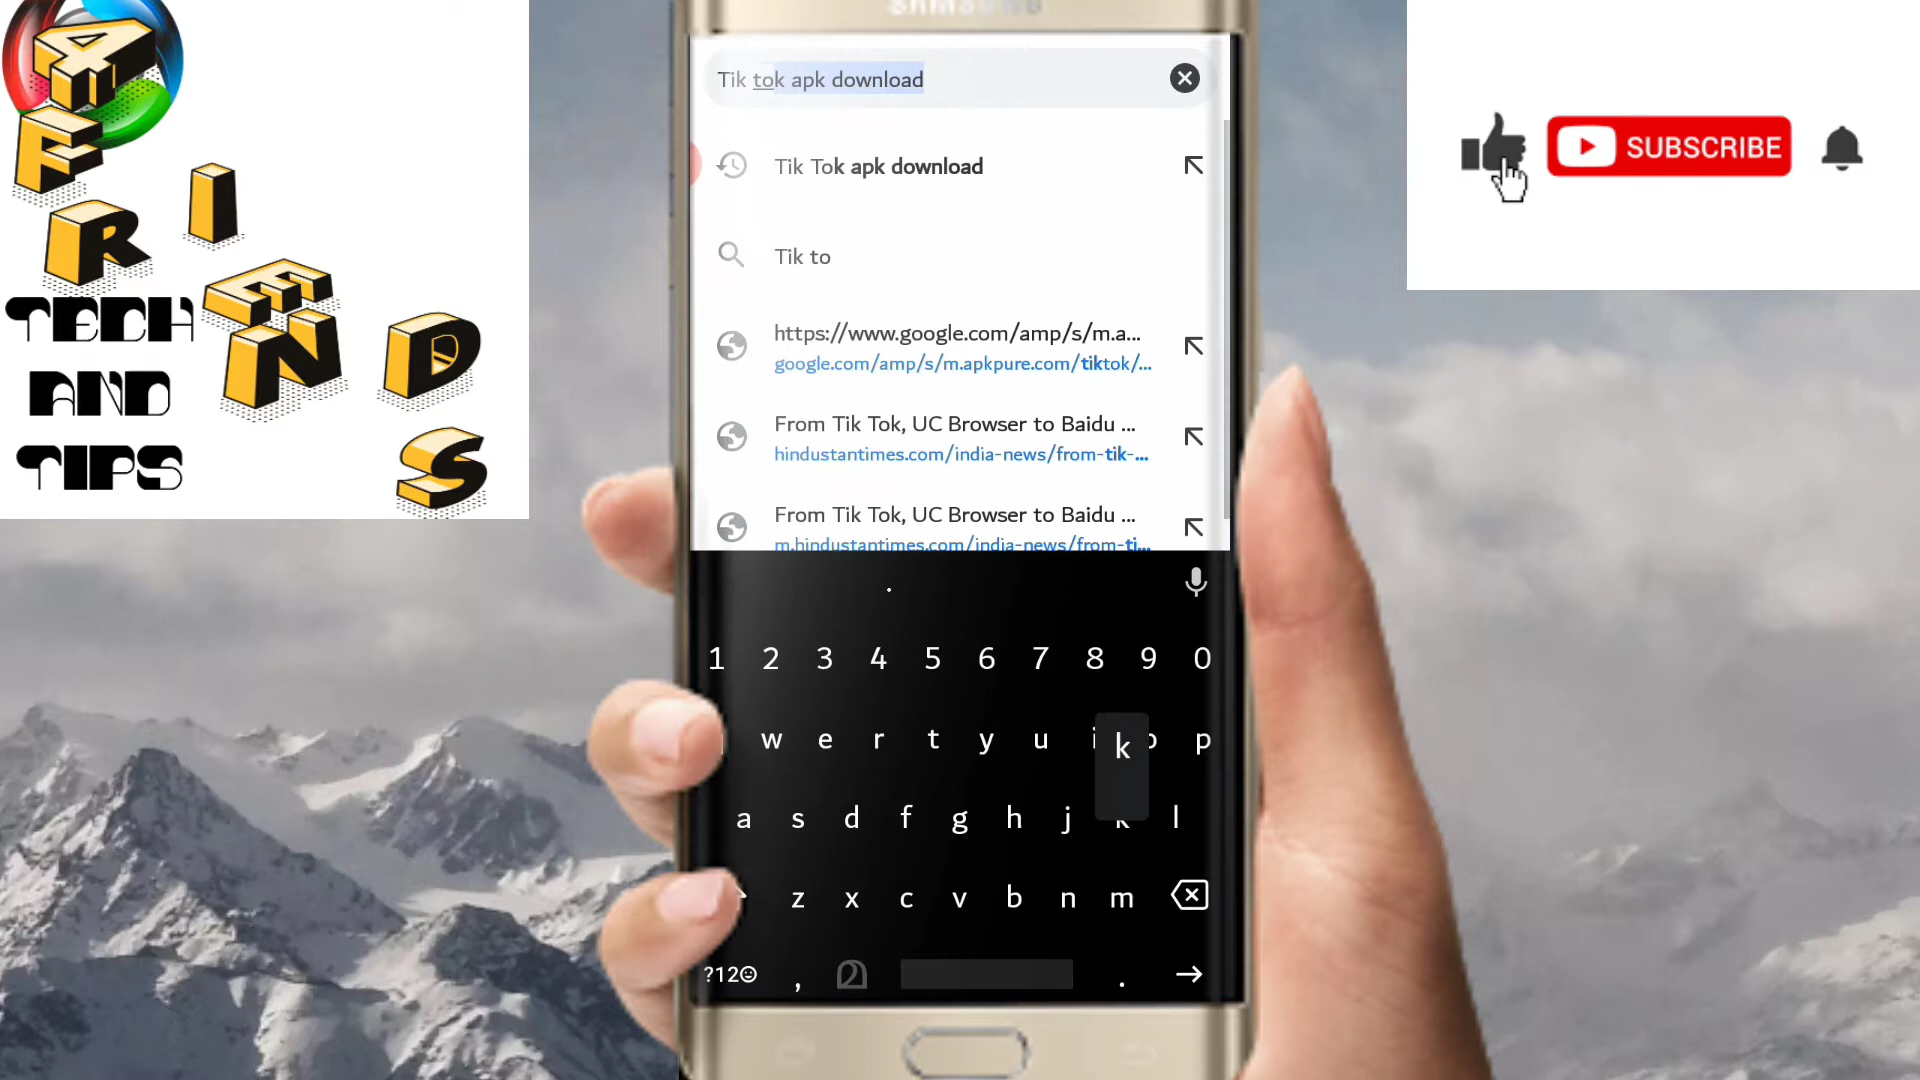 4
FRIENDS
TECH
AND
TIPS
SAMSUNG
Tik tok apk download
Tik Tok apk download
Tik to
https://www.google.com/amp/s/m.a...
google.com/amp/s/m.apkpure.com/tiktok/...
From Tik Tok, UC Browser to Baidu ...
hindustantimes.com/india-news/from-tik-...
From Tik Tok, UC Browser to Baidu ...
m.hindustantimes.com/india-news/from-ti...
.
1 2 3 4 5 6 7 8 9 0
w e r t y u i k o p
a s d f g h j k l
z x c v b n m
?12☺ , മ . →
SUBSCRIBE